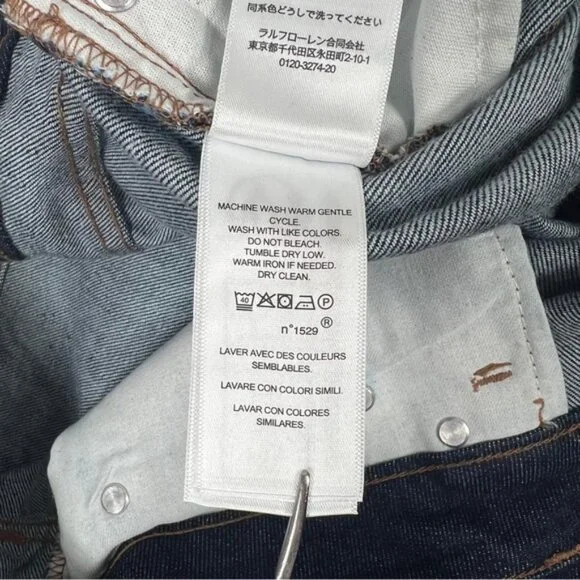 同系色どうしで洗ってください。
ラルフローレン合同会社
東京都千代田区永田町2-10-1
0120-3274-20
MACHINE WASH WARM GENTLE
CYCLE.
WASH WITH LIKE COLORS.
DO NOT BLEACH.
TUMBLE DRY LOW.
WARM IRON IF NEEDED.
DRY CLEAN.
40 P
n°1529 ®
LAVER AVEC DES COULEURS
SEMBLABLES.
LAVARE CON COLORI SIMILI.
LAVAR CON COLORES
SIMILARES.